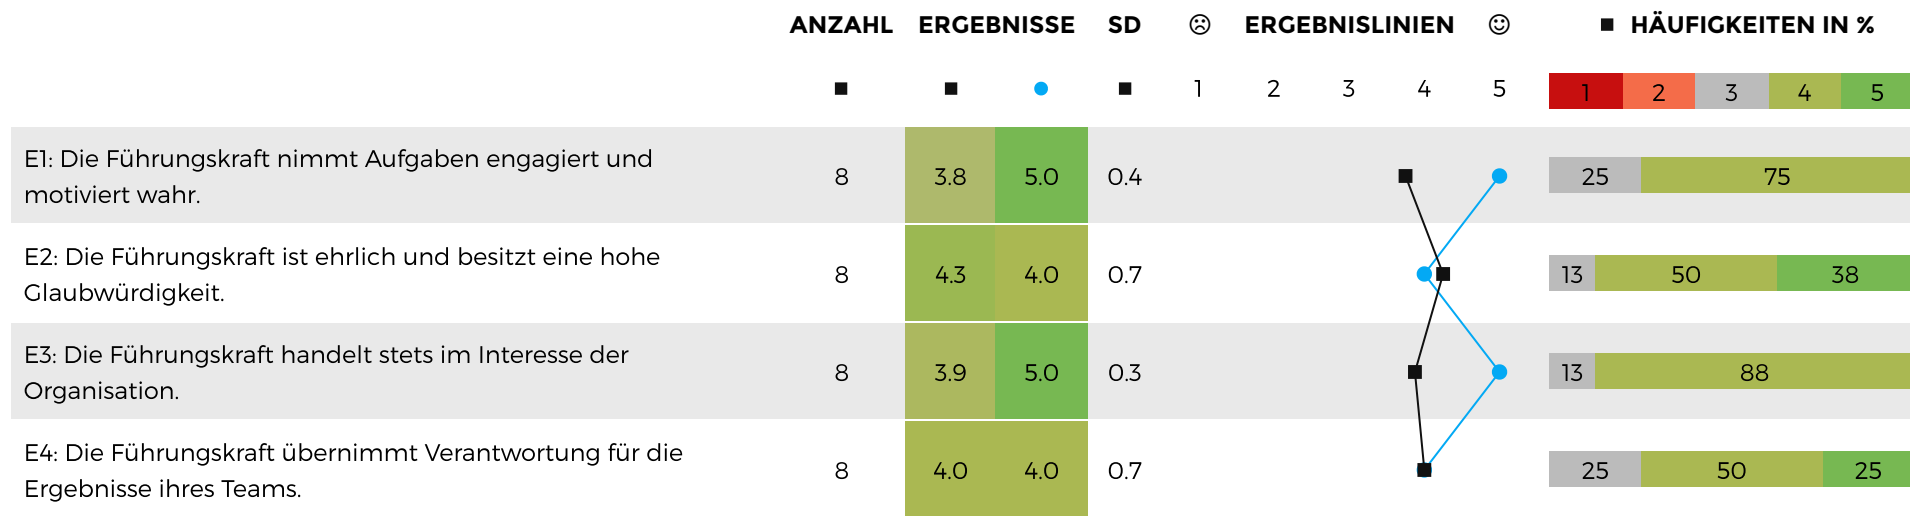 ANZAHL ERGEBNISSE SD ERGEBNISLINIEN HÄUFIGKEITEN IN %
1 2 3 4 5 1 2 3 4 5
E1: Die Führungskraft nimmt Aufgaben engagiert und
motiviert wahr.
8 3.8 5.0 0.4 25 75
E2: Die Führungskraft ist ehrlich und besitzt eine hohe
Glaubwürdigkeit.
8 4.3 4.0 0.7 13 50 38
E3: Die Führungskraft handelt stets im Interesse der
Organisation.
8 3.9 5.0 0.3 13 88
E4: Die Führungskraft übernimmt Verantwortung für die
Ergebnisse ihres Teams.
8 4.0 4.0 0.7 25 50 25